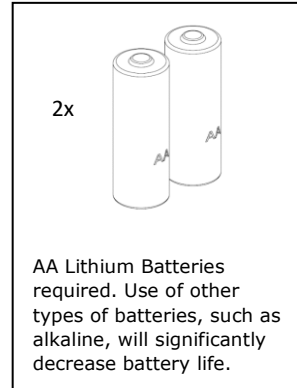 2x
AA
AA
AA Lithium Batteries
required. Use of other
types of batteries, such as
alkaline, will significantly
decrease battery life.